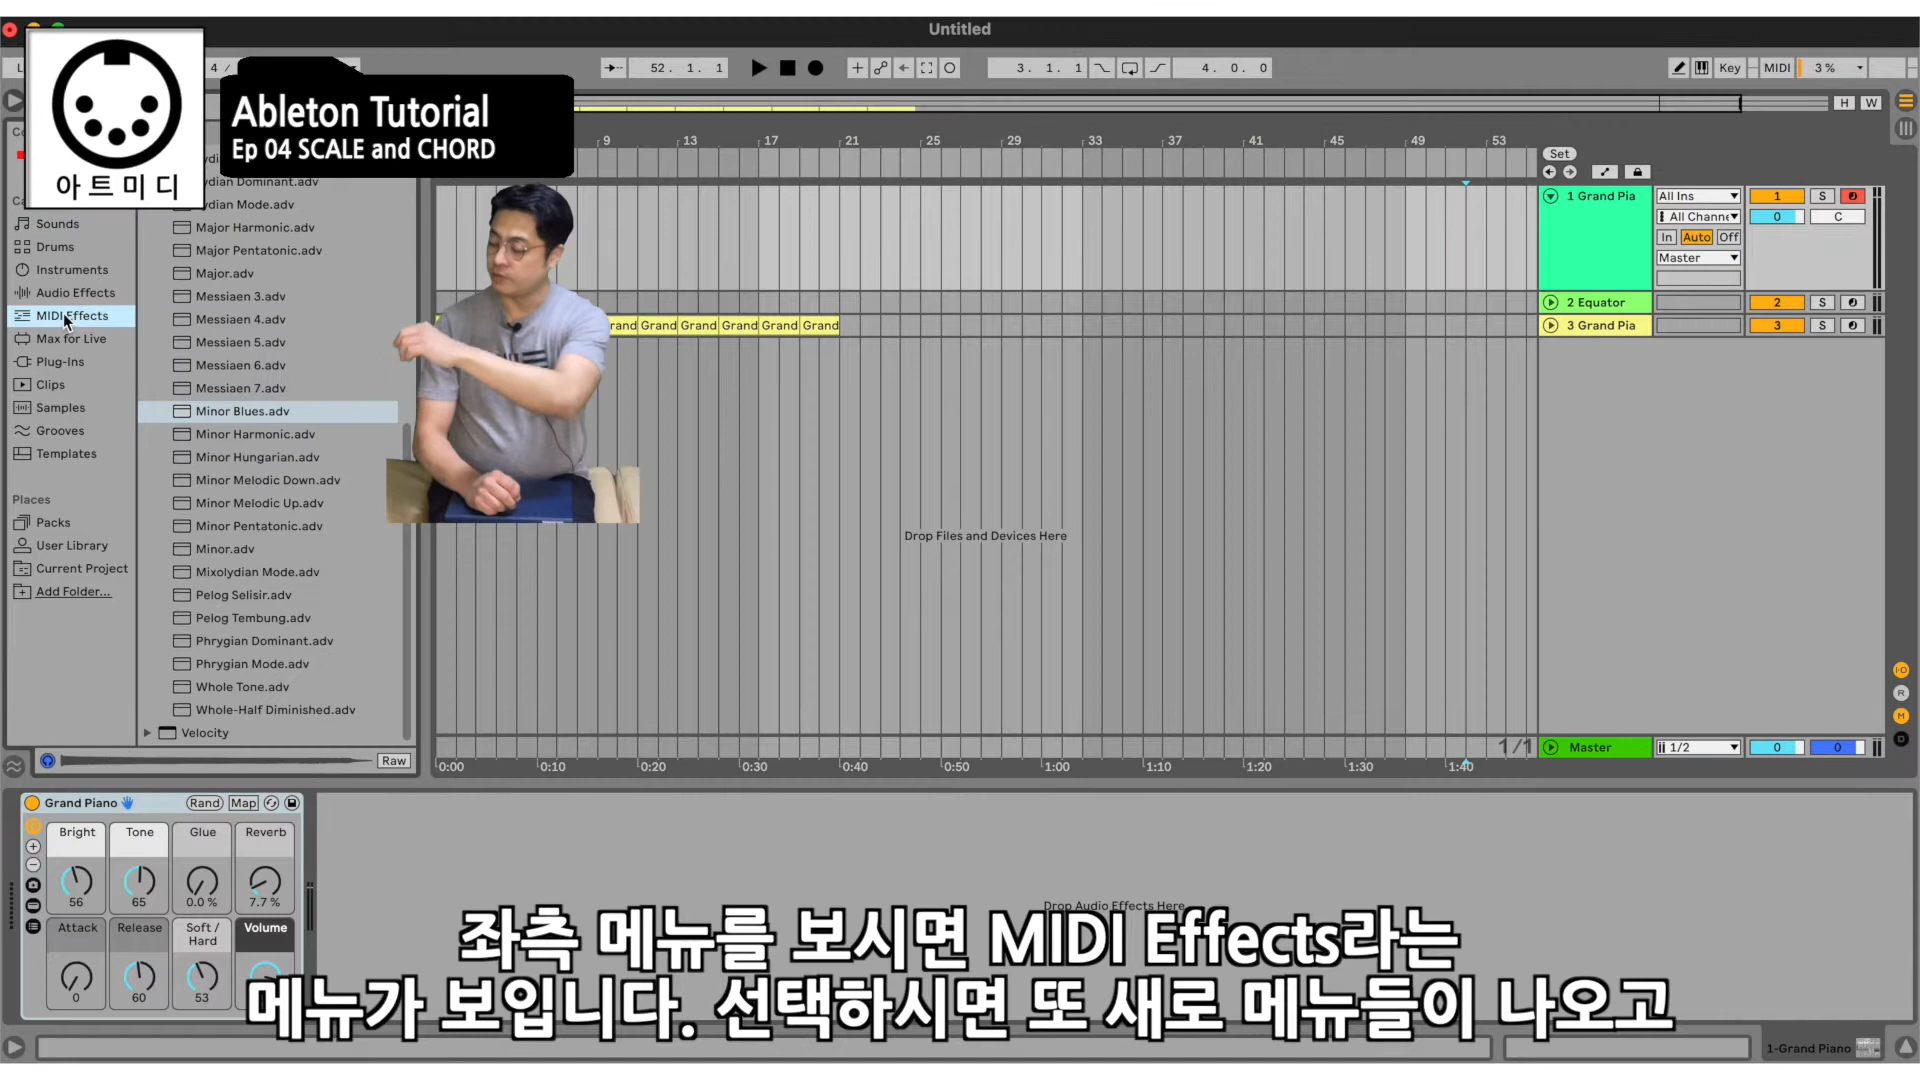 Untitled
4 /
52. 1. 1
3. 1. 1
4. 0. 0
Key
MIDI
3 %
H
W
아트미디
Ableton Tutorial
Ep 04 SCALE and CHORD
9
13
17
21
25
29
33
37
41
45
49
53
Set
Sounds
Drums
Instruments
Audio Effects
MIDI Effects
Max for Live
Plug-Ins
Clips
Samples
Grooves
Templates
Places
Packs
User Library
Current Project
Add Folder...
ydian Dominant.adv
ydian Mode.adv
Major Harmonic.adv
Major Pentatonic.adv
Major.adv
Messiaen 3.adv
Messiaen 4.adv
Messiaen 5.adv
Messiaen 6.adv
Messiaen 7.adv
Minor Blues.adv
Minor Harmonic.adv
Minor Hungarian.adv
Minor Melodic Down.adv
Minor Melodic Up.adv
Minor Pentatonic.adv
Minor.adv
Mixolydian Mode.adv
Pelog Selisir.adv
Pelog Tembung.adv
Phrygian Dominant.adv
Phrygian Mode.adv
Whole Tone.adv
Whole-Half Diminished.adv
Velocity
Raw
rand Grand Grand Grand Grand Grand
Drop Files and Devices Here
1 Grand Pia
All Ins
1
S
All Channe
0
C
In
Auto
Off
Master
2 Equator
2
S
3 Grand Pia
3
S
I·O
R
M
D
1/1
Master
1/2
0
0
0:00
0:10
0:20
0:30
0:40
0:50
1:00
1:10
1:20
1:30
1:40
Grand Piano
Rand
Map
Bright
Tone
Glue
Reverb
56
65
0.0 %
7.7 %
Attack
Release
Soft /
Hard
Volume
0
60
53
Drop Audio Effects Here
좌측 메뉴를 보시면 MIDI Effects라는
메뉴가 보입니다. 선택하시면 또 새로 메뉴들이 나오고
1-Grand Piano